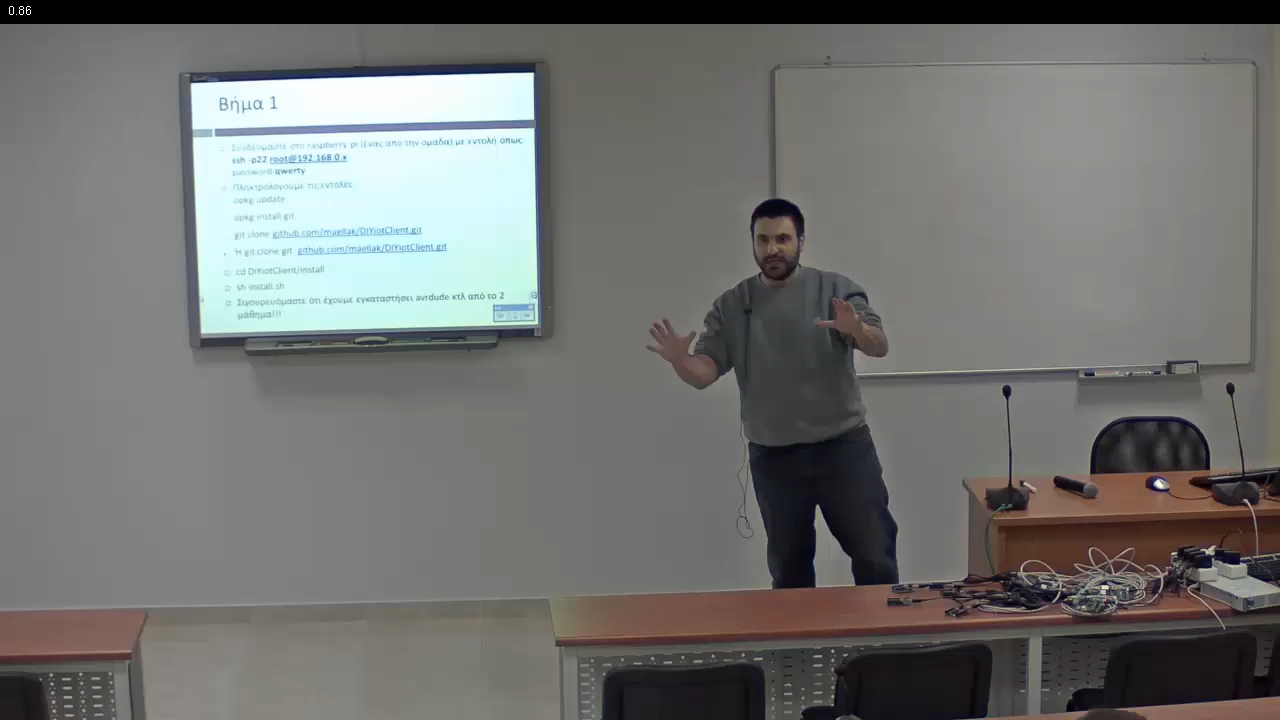 0.86
Βήμα 1
Συνδεόμαστε στο raspberry pi (ένας απο την ομαδα) με εντολή όπως:
ssh -p22 root@192.168.0.x
password:qwerty
Πληκτρολογουμε τις εντολές:
opkg update
opkg install git
git clone github.com/maellak/DIYiotClient.git
Ή git clone git github.com/maellak/DIYiotClient.git
cd DIYiotClient/install
sh install.sh
Σιγουρευόμαστε ότι έχουμε εγκαταστήσει avrdude κτλ από το 2
μάθημα!!!